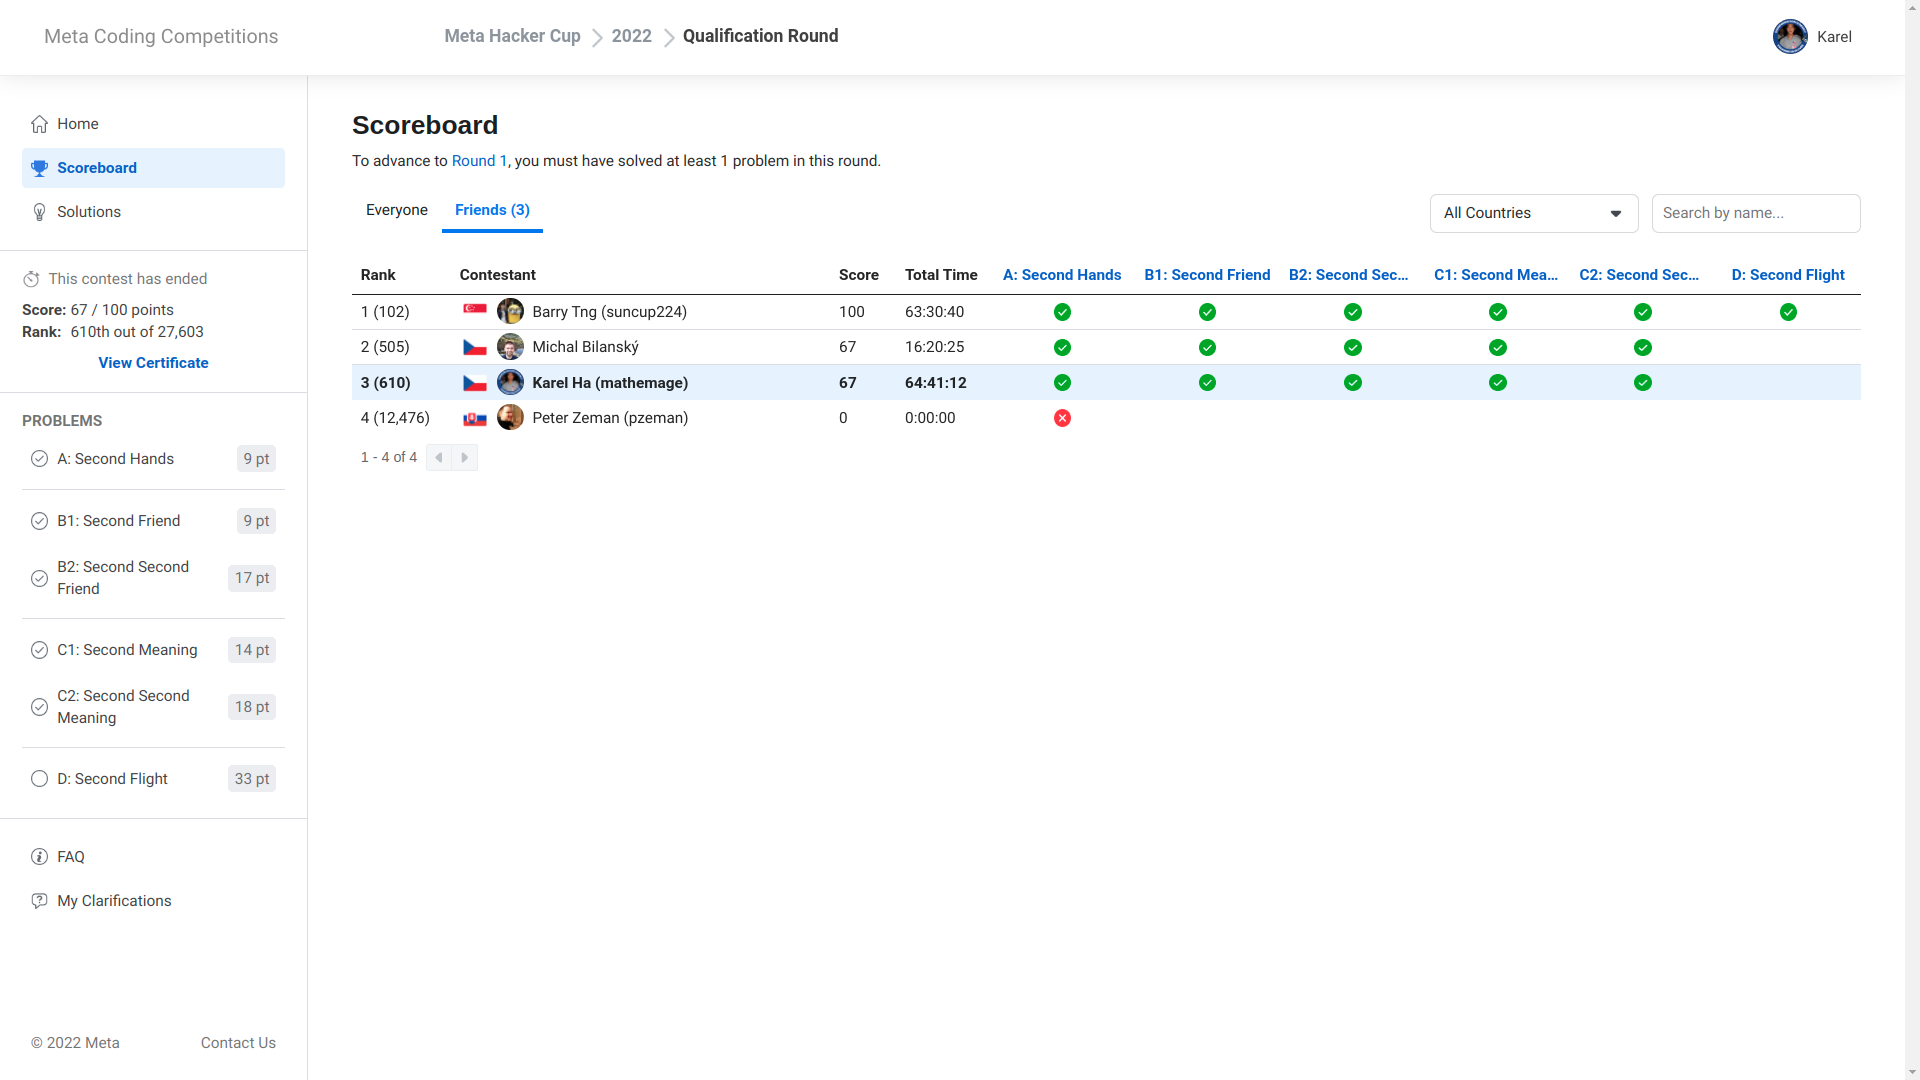 Meta Coding Competitions
Meta Hacker Cup 2022 Qualification Round
Karel
Home
Scoreboard
Solutions
This contest has ended
Score: 67 / 100 points
Rank: 610th out of 27,603
View Certificate
PROBLEMS
A: Second Hands 9 pt
B1: Second Friend 9 pt
B2: Second Second
Friend
17 pt
C1: Second Meaning 14 pt
C2: Second Second
Meaning
18 pt
D: Second Flight 33 pt
FAQ
My Clarifications
© 2022 Meta Contact Us
Scoreboard
To advance to Round 1, you must have solved at least 1 problem in this round.
Everyone Friends (3)
All Countries Search by name...
Rank Contestant Score Total Time A: Second Hands B1: Second Friend B2: Second Sec... C1: Second Mea... C2: Second Sec... D: Second Flight
1 (102) Barry Tng (suncup224) 100 63:30:40
2 (505) Michal Bilanský 67 16:20:25
3 (610) Karel Ha (mathemage) 67 64:41:12
4 (12,476) Peter Zeman (pzeman) 0 0:00:00
1 - 4 of 4